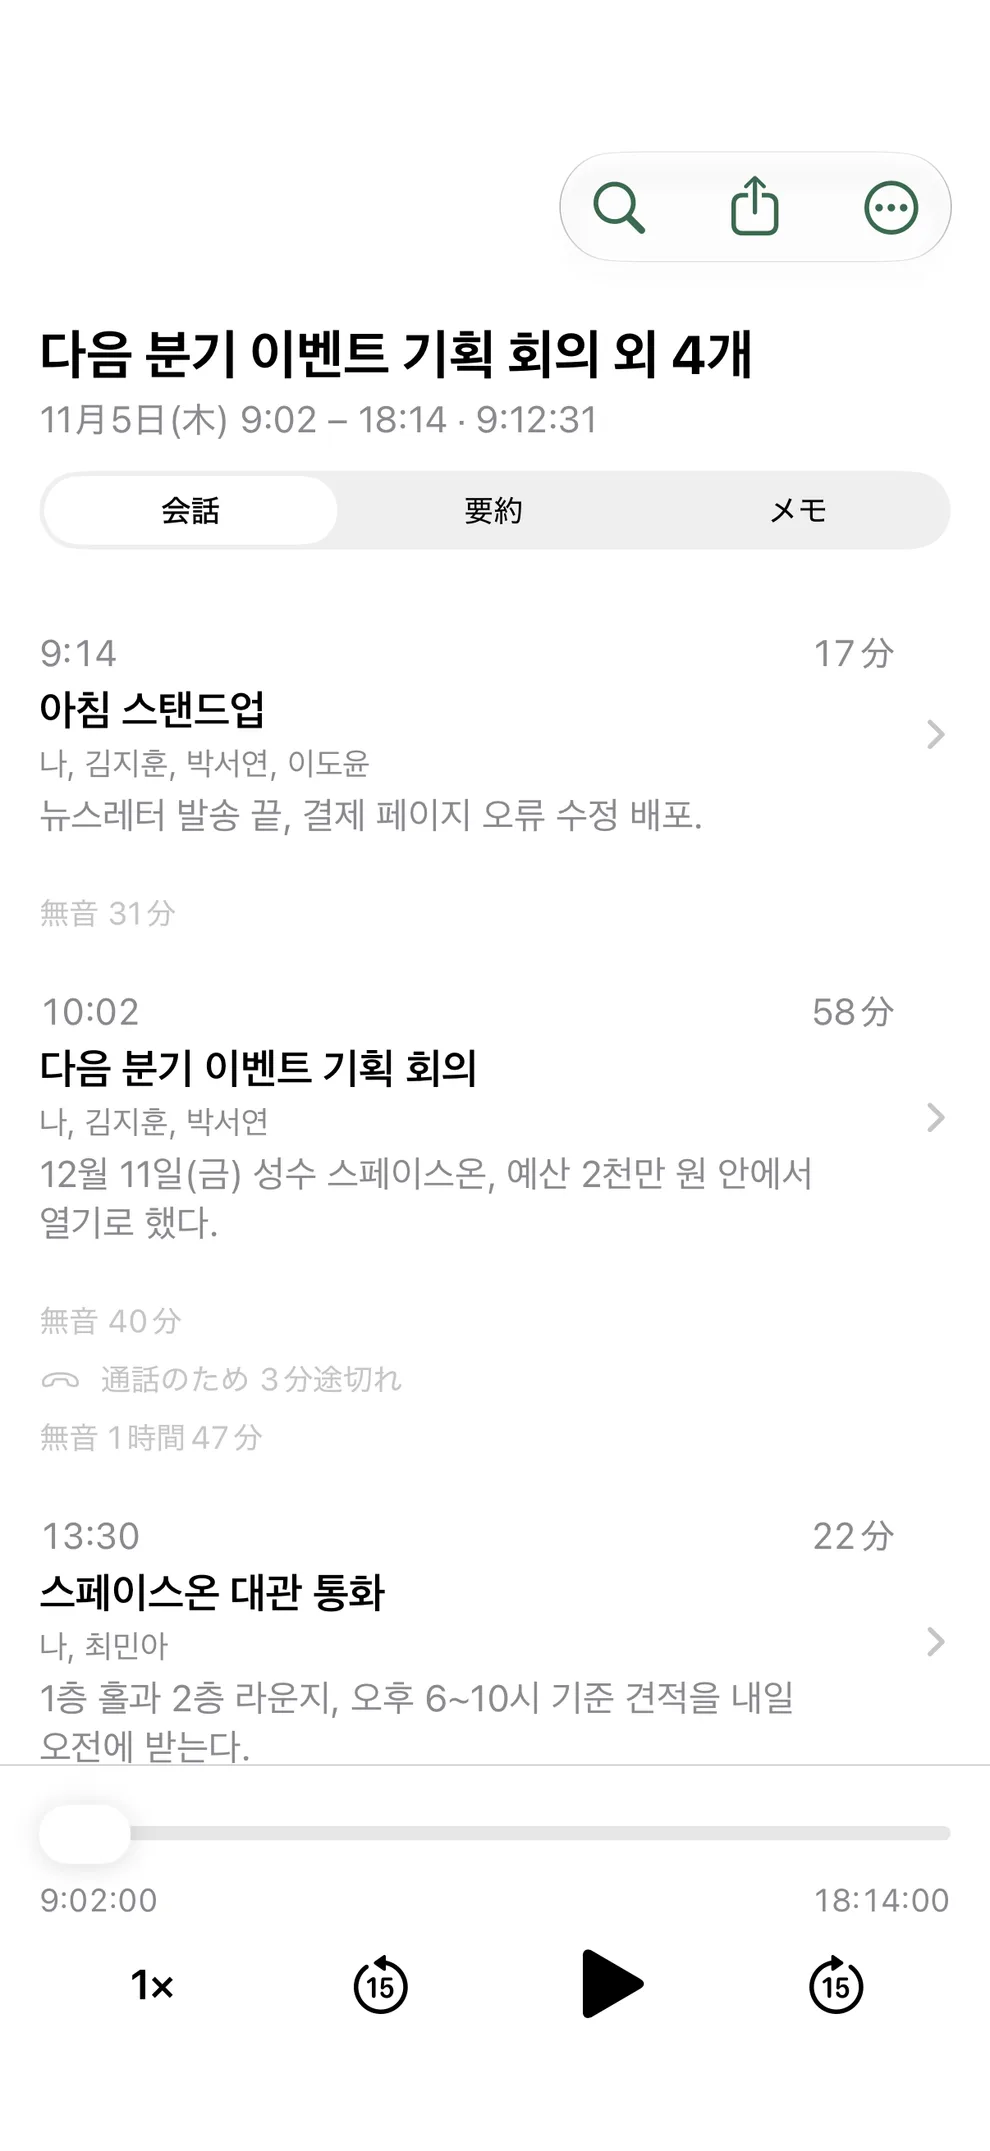 다음 분기 이벤트 기획 회의 외 4개
11月5日(木) 9:02 – 18:14 · 9:12:31
会話 要約 メモ
9:14 17分
아침 스탠드업
나, 김지훈, 박서연, 이도윤
뉴스레터 발송 끝, 결제 페이지 오류 수정 배포.
無音 31分
10:02 58分
다음 분기 이벤트 기획 회의
나, 김지훈, 박서연
12월 11일(금) 성수 스페이스온, 예산 2천만 원 안에서
열기로 했다.
無音 40分
通話のため 3分途切れ
無音 1時間47分
13:30 22分
스페이스온 대관 통화
나, 최민아
1층 홀과 2층 라운지, 오후 6~10시 기준 견적을 내일
오전에 받는다.
9:02:00 18:14:00
1× 15 15